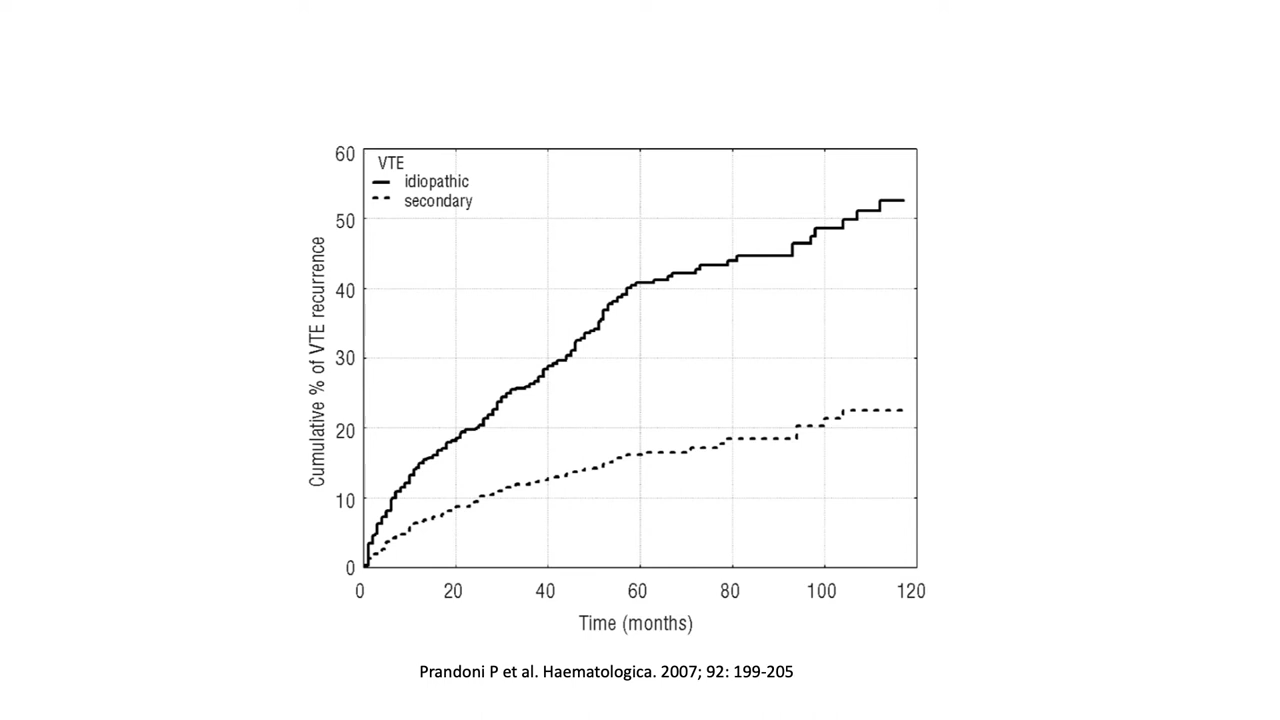 60
50
40
30
20
10
0
Cumulative % of VTE recurrence
VTE
idiopathic
secondary
0 20 40 60 80 100 120
Time (months)
Prandoni P et al. Haematologica. 2007; 92: 199-205